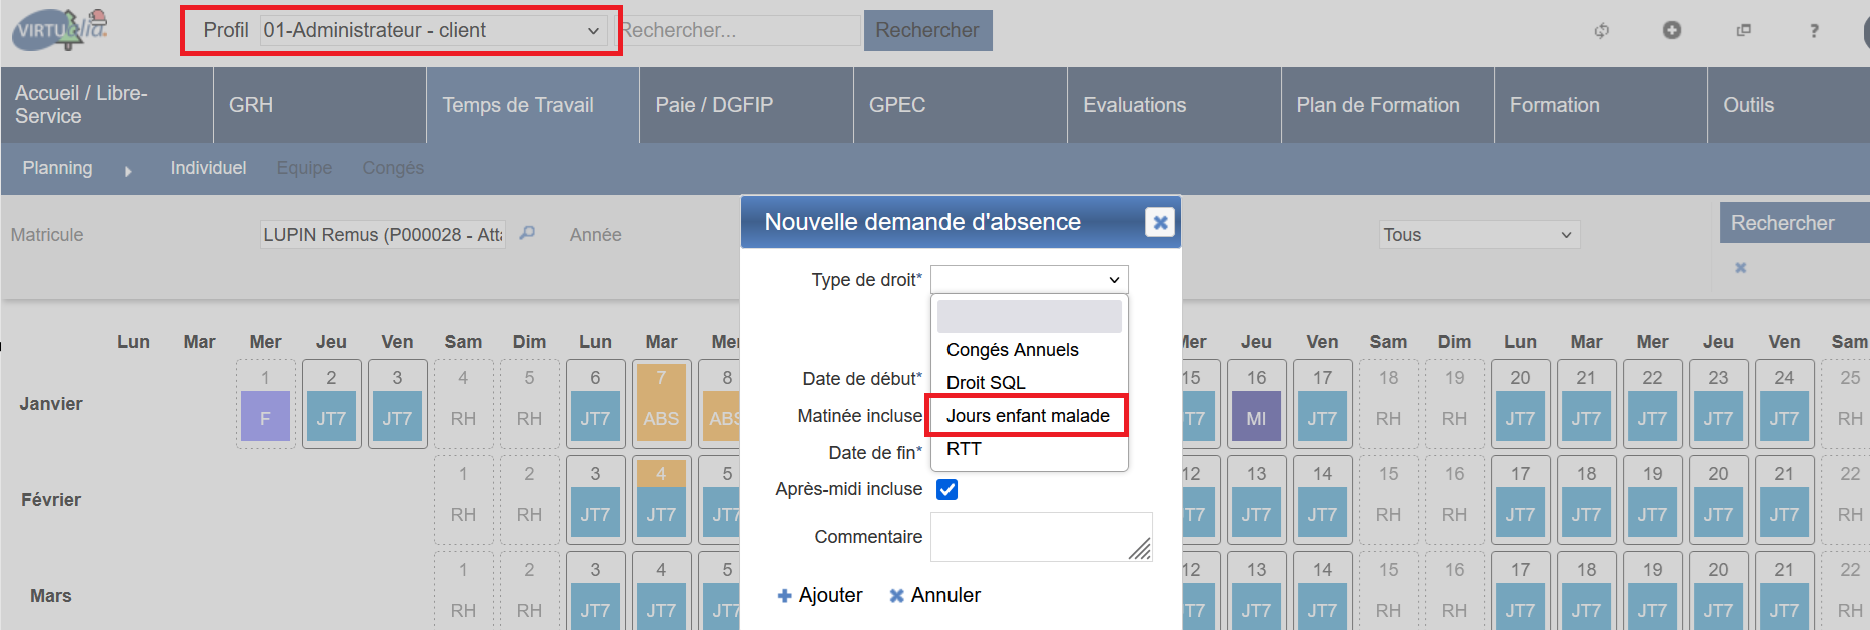 VIRTUalia.
Profil 01-Administrateur - client Rechercher... Rechercher ?
Accueil / Libre-Service GRH Temps de Travail Paie / DGFIP GPEC Evaluations Plan de Formation Formation Outils
Planning Individuel Equipe Congés
Matricule LUPIN Remus (P000028 - Att Année Tous Rechercher
Nouvelle demande d'absence
Type de droit*
Congés Annuels
Droit SQL
Jours enfant malade
RTT
Date de début*
Matinée incluse
Date de fin*
Après-midi incluse
Commentaire
Ajouter Annuler
Lun Mar Mer Jeu Ven Sam Dim Lun Mar Mer Mer Jeu Ven Sam Dim Lun Mar Mer Jeu Ven Sam
Janvier
1 2 3 4 5 6 7 8 15 16 17 18 19 20 21 22 23 24 25
F JT7 JT7 RH RH JT7 ABS ABS T7 MI JT7 RH RH JT7 JT7 JT7 JT7 JT7 RH
Février
1 2 3 4 5 12 13 14 15 16 17 18 19 20 21 22
RH RH JT7 JT7 JT7 T7 JT7 JT7 RH RH JT7 JT7 JT7 JT7 JT7 RH
Mars
1 2 3 4 5 12 13 14 15 16 17 18 19 20 21 22
RH RH JT7 JT7 JT7 T7 JT7 JT7 RH RH JT7 JT7 JT7 JT7 JT7 RH